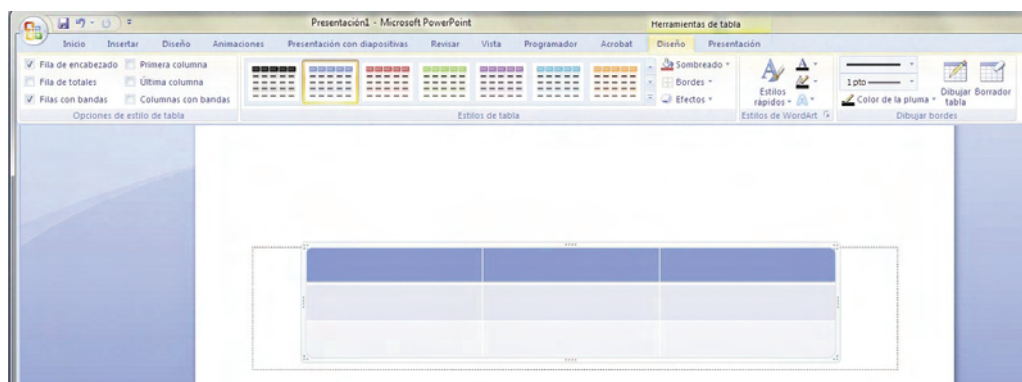 Presentación1 - Microsoft PowerPoint
Herramientas de tabla
Inicio Insertar Diseño Animaciones Presentación con diapositivas Revisar Vista Programador Acrobat Diseño Presentación
Fila de encabezado Primera columna
Fila de totales Última columna
Filas con bandas Columnas con bandas
Opciones de estilo de tabla
Estilos de tabla
Sombreado
Bordes
Efectos
Estilos rápidos
Estilos de WordArt
1 pto
Color de la pluma
Dibujar tabla
Borrador
Dibujar bordes